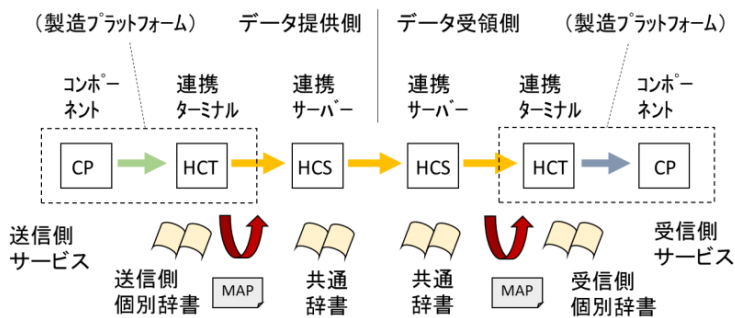 (製造プラットフォーム) データ提供側 データ受領側 (製造プラットフォーム)
コンポー 連携 連携 連携 連携 コンポー
ネント ターミナル サーバー サーバー ターミナル ネント
CP HCT HCS HCS HCT CP
送信側
サービス
送信側
個別辞書
MAP
共通
辞書
共通
辞書
MAP
受信側
個別辞書
受信側
サービス